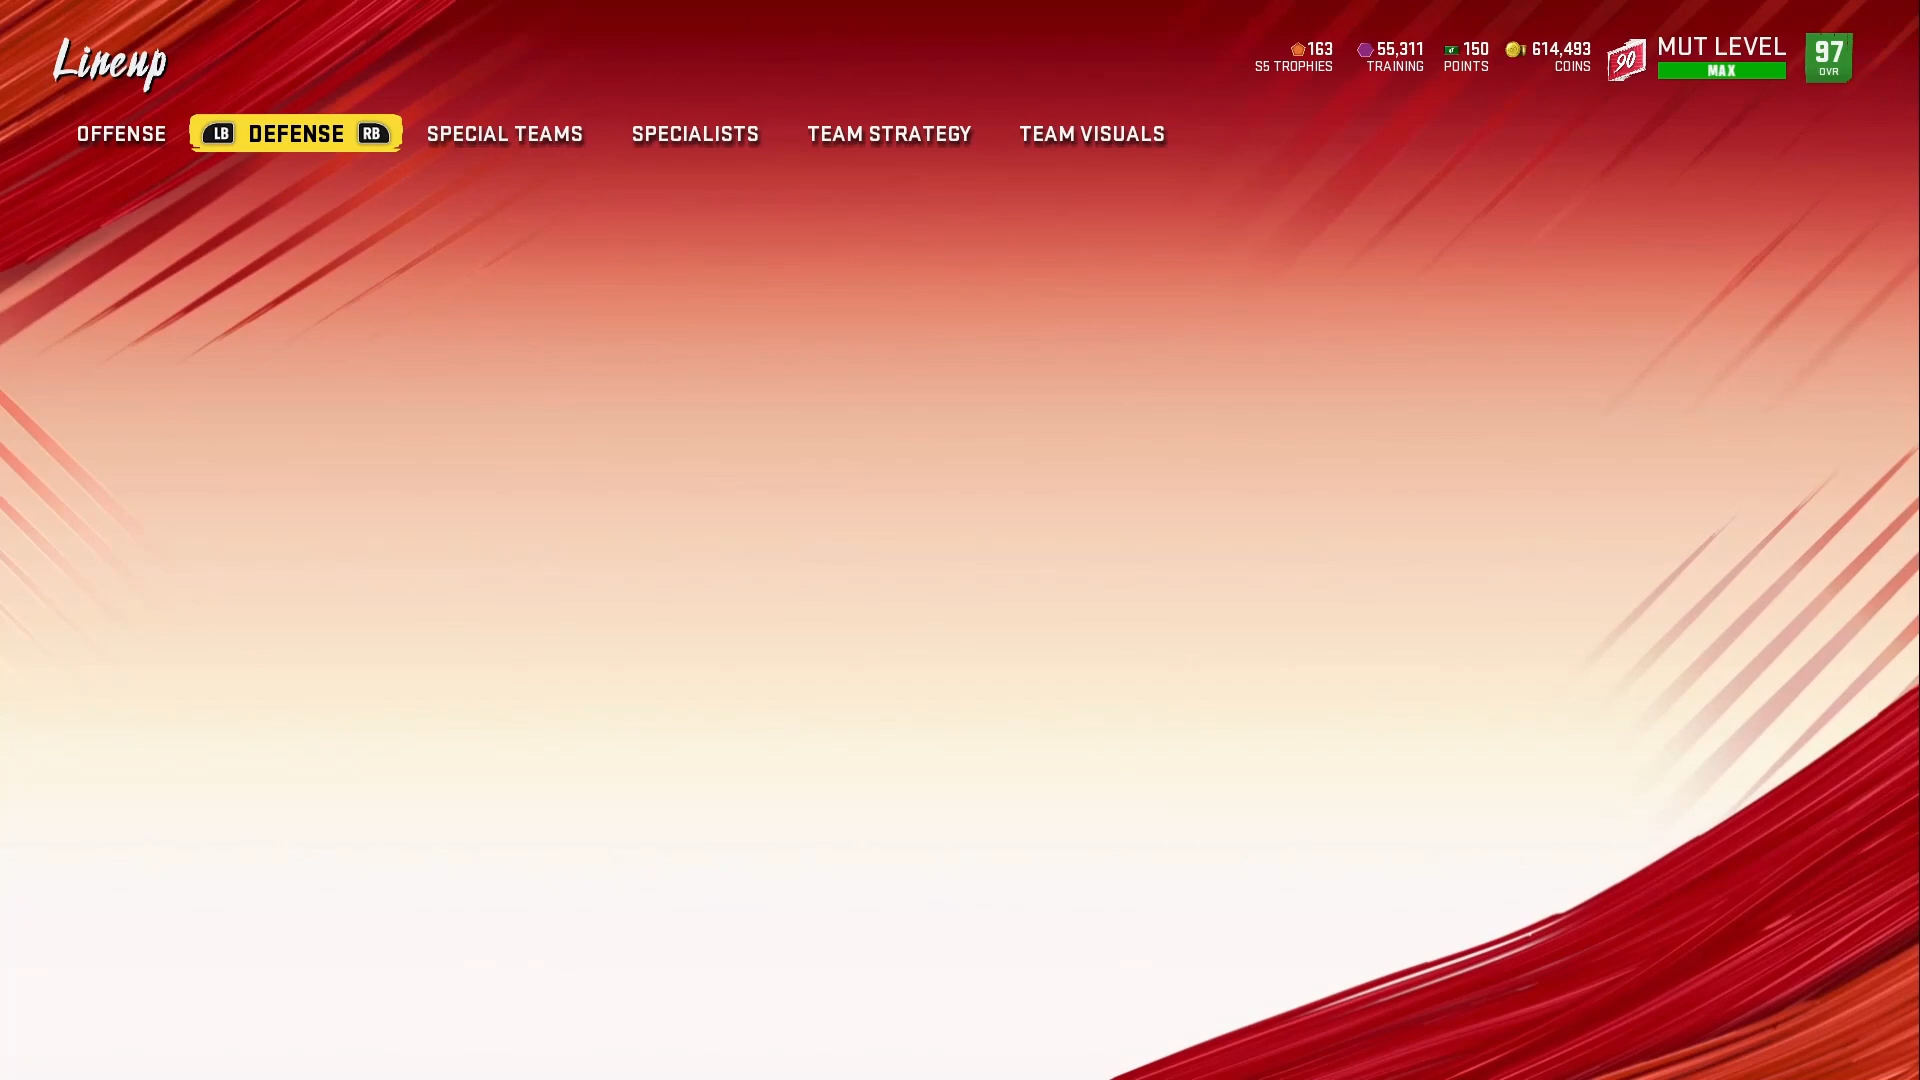 Lineup
163
S5 TROPHIES
55,311
TRAINING
150
POINTS
614,493
COINS
90
MUT LEVEL
MAX
97
OVR
OFFENSE
LB DEFENSE RB
SPECIAL TEAMS
SPECIALISTS
TEAM STRATEGY
TEAM VISUALS